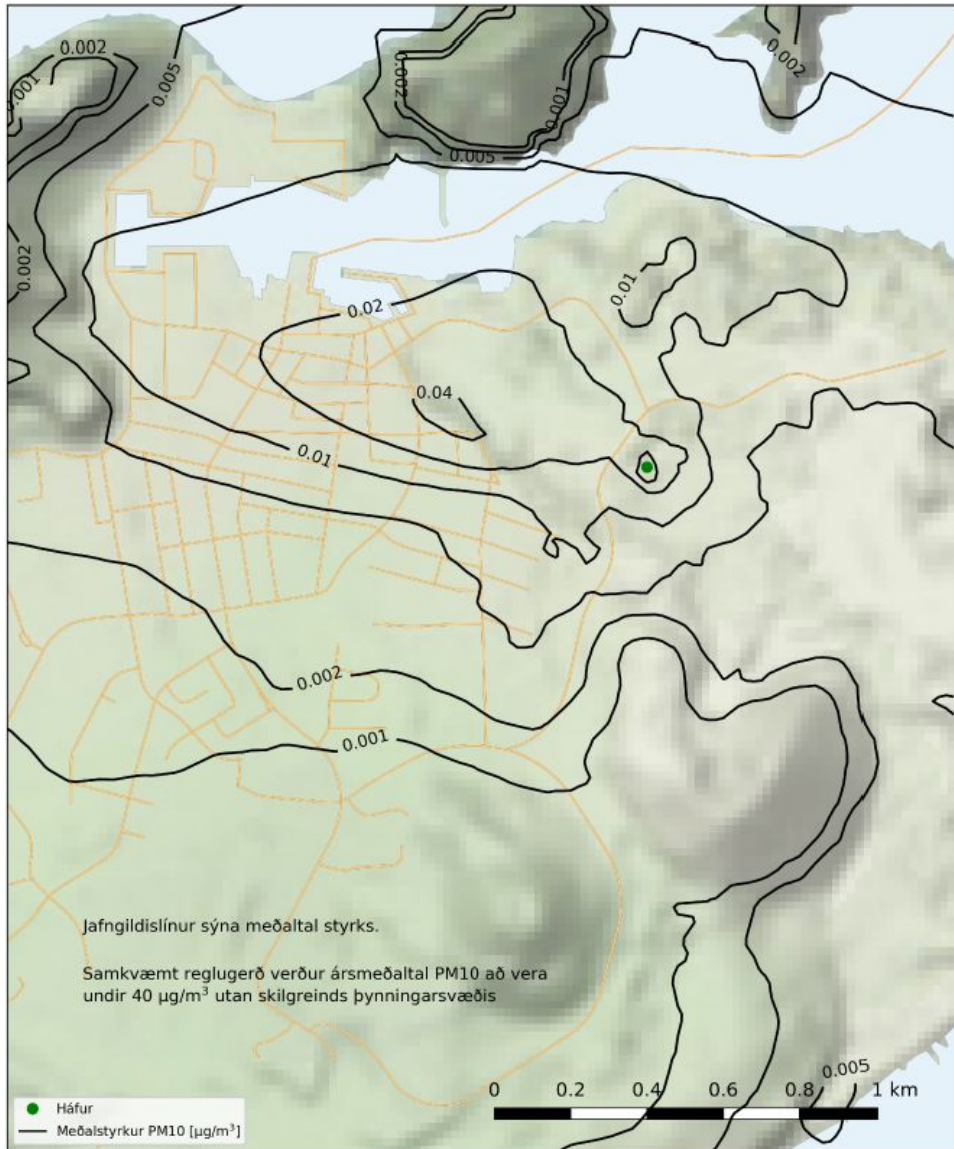 0.002
0.001
0.005
0.002
0.001
0.005
0.002
0.002
0.01
0.02
0.04
0.01
0.002
0.001
Jafngildislínur sýna meðaltal styrks.
Samkvæmt reglugerð verður ársmeðaltal PM10 að vera
undir 40 µg/m³ utan skilgreinds þynningarsvæðis
0.005
0 0.2 0.4 0.6 0.8 1 km
Háfur
Meðalstyrkur PM10 [µg/m³]